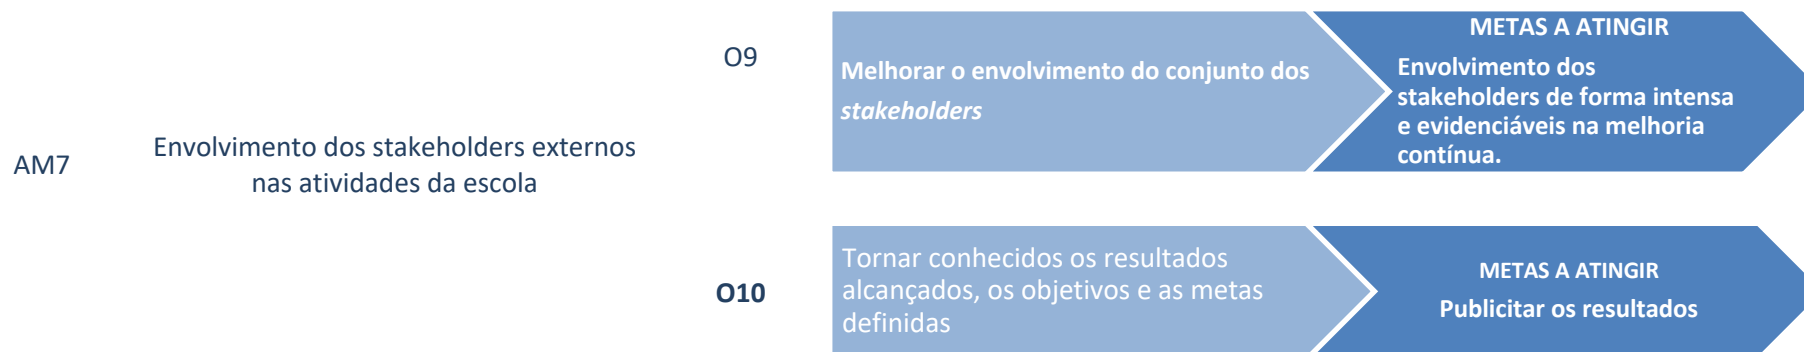 AM7
Envolvimento dos stakeholders externos
nas atividades da escola
O9
Melhorar o envolvimento do conjunto dos
stakeholders
METAS A ATINGIR
Envolvimento dos
stakeholders de forma intensa
e evidenciáveis na melhoria
contínua.
O10
Tornar conhecidos os resultados
alcançados, os objetivos e as metas
definidas
METAS A ATINGIR
Publicitar os resultados